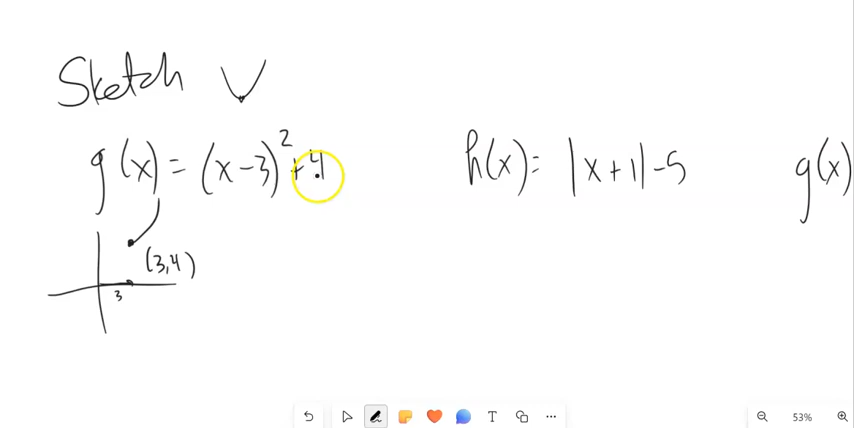 Sketch
g(x) = (x-3)² +4
h(x) = |x+1| -5
g(x)
(3,4)
3
T
53%